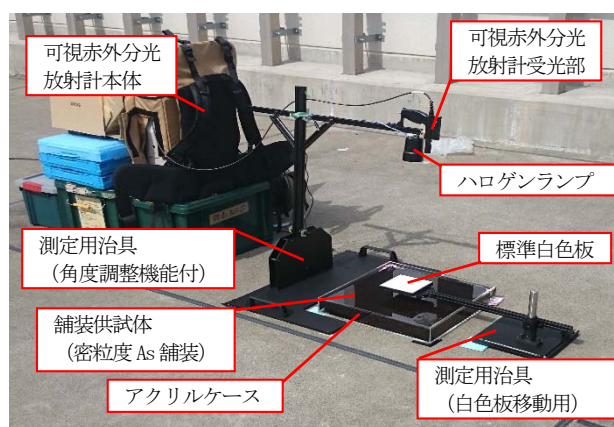 可視赤外分光
放射計本体
可視赤外分光
放射計受光部
ハロゲンランプ
測定用治具
（角度調整機能付）
標準白色板
舗装供試体
（密粒度 As 舗装）
アクリルケース
測定用治具
（白色板移動用）